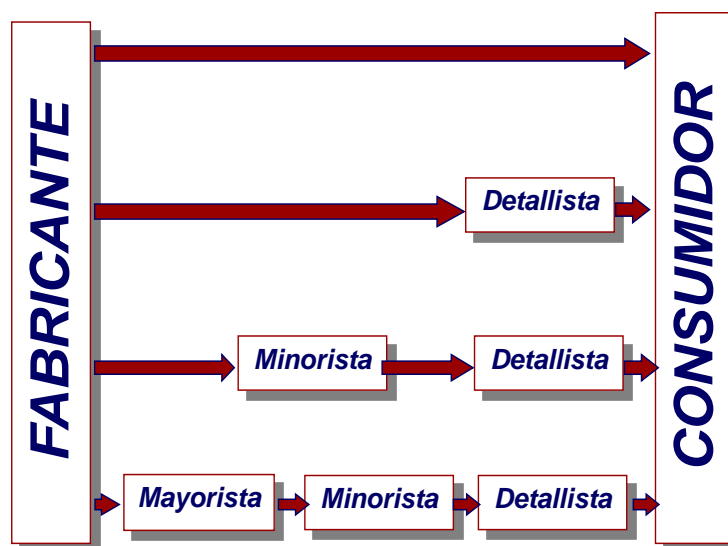 FABRICANTE
CONSUMIDOR
Detallista
Minorista
Detallista
Mayorista
Minorista
Detallista